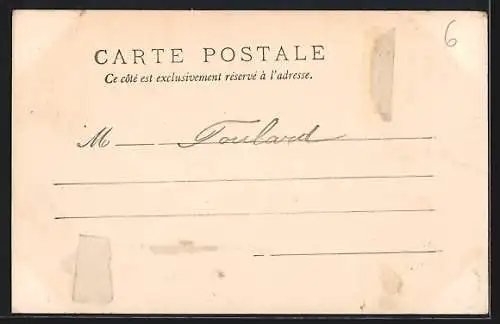 6
CARTE POSTALE
Ce côté est exclusivement réservé à l'adresse.
M Foulard